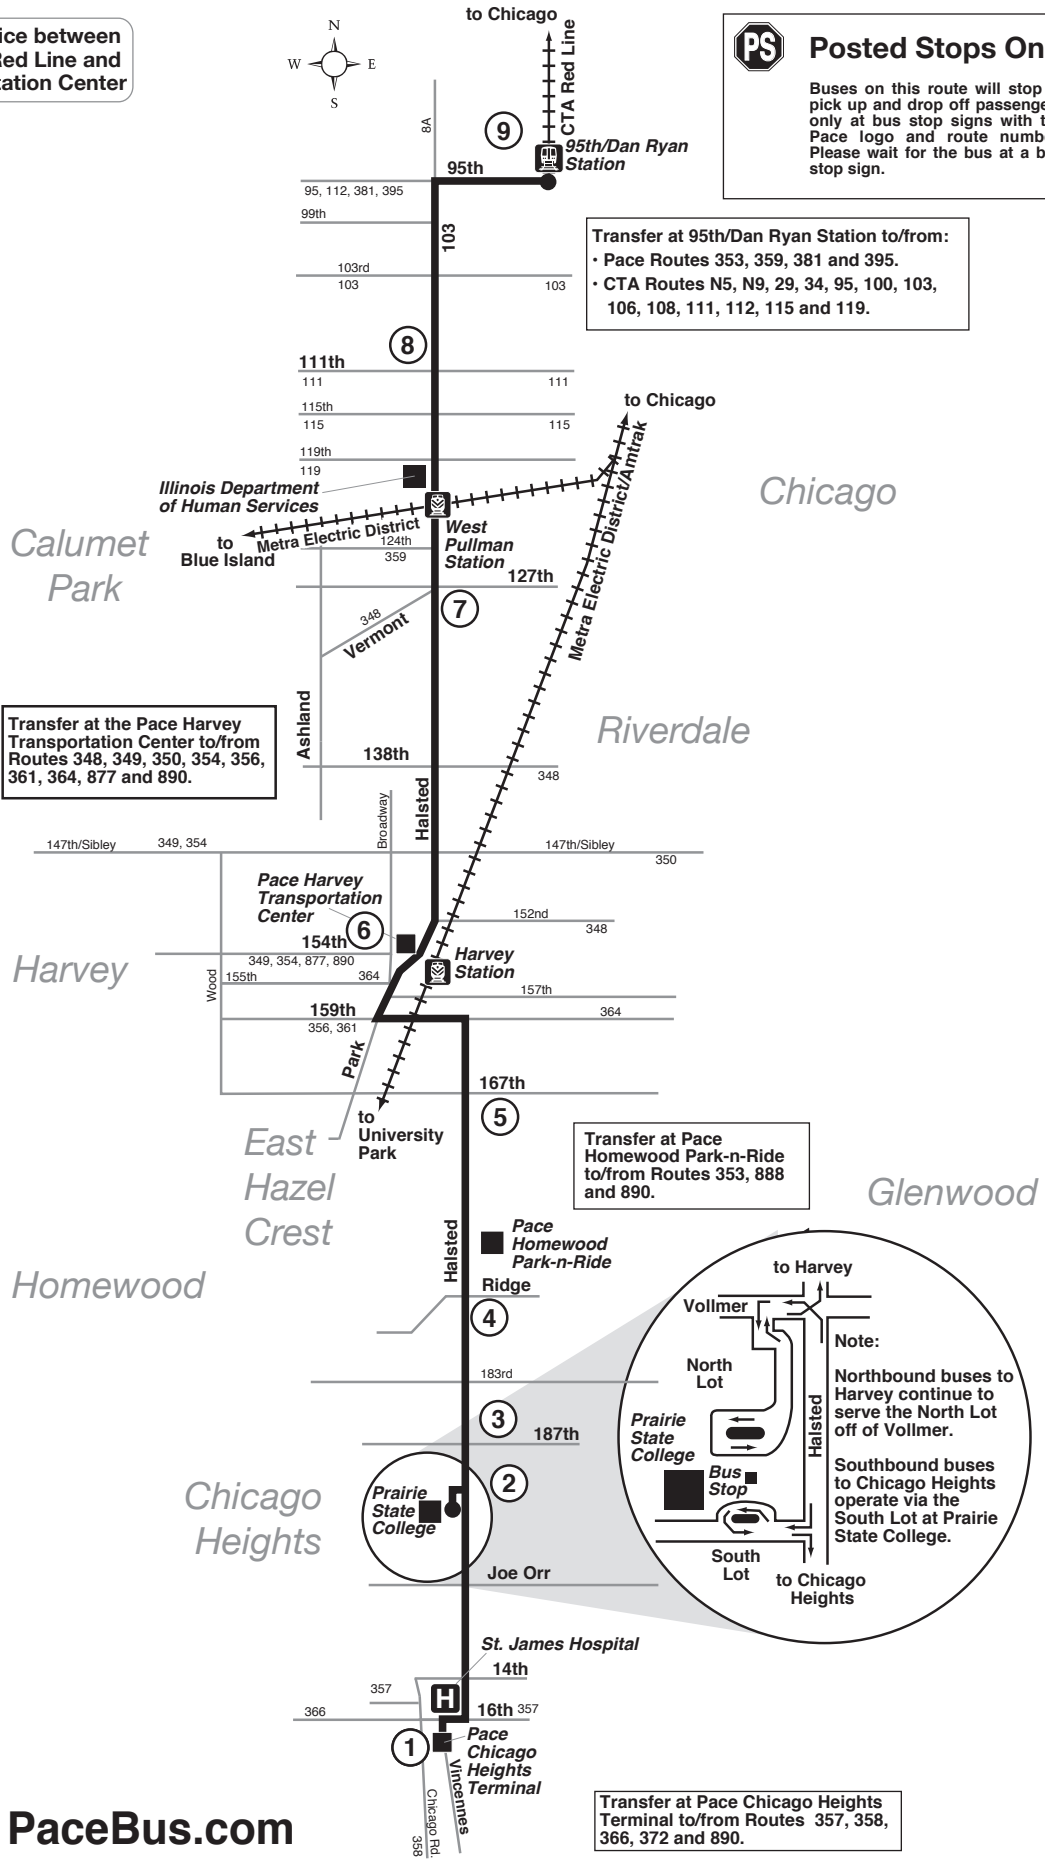 ice between
Red Line and
tation Center
N
W
E
S
to Chicago
CTA Red Line
PS
Posted Stops On
Buses on this route will stop
pick up and drop off passenge
only at bus stop signs with t
Pace logo and route numb
Please wait for the bus at a b
stop sign.
8A
9
95th/Dan Ryan
Station
95th
95, 112, 381, 395
99th
103
103rd
103
103
Transfer at 95th/Dan Ryan Station to/from:
• Pace Routes 353, 359, 381 and 395.
• CTA Routes N5, N9, 29, 34, 95, 100, 103,
106, 108, 111, 112, 115 and 119.
8
111th
111
111
115th
115
115
119th
119
to Chicago
Metra Electric District/Amtrak
Illinois Department
of Human Services
Chicago
Calumet
Park
to
Blue Island
Metra Electric District
124th
359
West
Pullman
Station
127th
7
348
Vermont
Ashland
Riverdale
Transfer at the Pace Harvey
Transportation Center to/from
Routes 348, 349, 350, 354, 356,
361, 364, 877 and 890.
138th
348
Halsted
Broadway
147th/Sibley
349, 354
147th/Sibley
350
Pace Harvey
Transportation
Center
6
152nd
348
154th
349, 354, 877, 890
Harvey
Harvey
Station
Wood
155th
364
157th
159th
356, 361
364
Park
167th
5
to
University
Park
East
Hazel
Crest
Transfer at Pace
Homewood Park-n-Ride
to/from Routes 353, 888
and 890.
Glenwood
Halsted
Pace
Homewood
Park-n-Ride
Homewood
Ridge
4
183rd
3
187th
2
Chicago
Heights
Prairie
State
College
Joe Orr
to Harvey
Vollmer
Note:
North
Lot
Northbound buses to
Harvey continue to
serve the North Lot
off of Vollmer.
Halsted
Prairie
State
College
Bus
Stop
Southbound buses
to Chicago Heights
operate via the
South Lot at Prairie
State College.
South
Lot
to Chicago
Heights
St. James Hospital
14th
357
H
366
16th 357
1
Pace
Chicago
Heights
Terminal
Vincennes
Chicago Rd.
358
PaceBus.com
Transfer at Pace Chicago Heights
Terminal to/from Routes 357, 358,
366, 372 and 890.